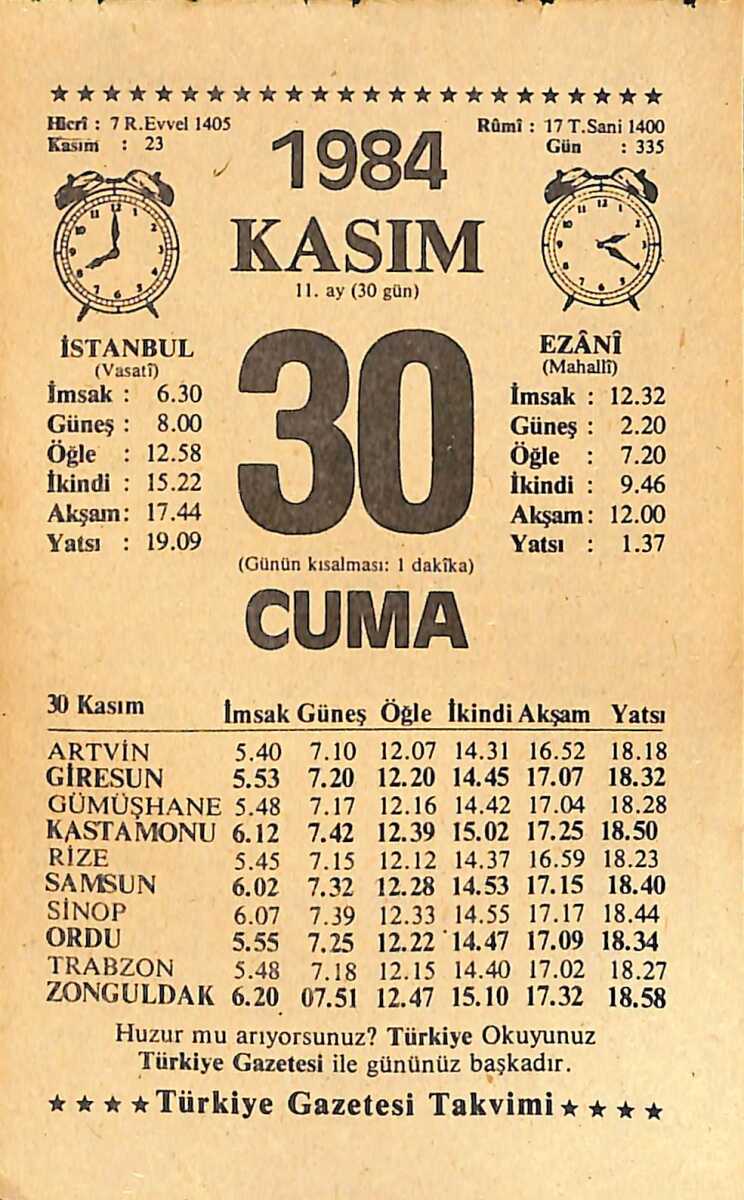 Hicrî : 7 R.Evvel 1405
Kasım : 23
Rûmî : 17 T.Sani 1400
Gün : 335
1984
KASIM
11. ay (30 gün)
İSTANBUL
(Vasatî)
İmsak : 6.30
Güneş : 8.00
Öğle : 12.58
İkindi : 15.22
Akşam: 17.44
Yatsı : 19.09
30
EZÂNÎ
(Mahallî)
İmsak : 12.32
Güneş : 2.20
Öğle : 7.20
İkindi : 9.46
Akşam: 12.00
Yatsı : 1.37
(Günün kısalması: 1 dakîka)
CUMA
30 Kasım İmsak Güneş Öğle İkindi Akşam Yatsı
ARTVİN 5.40 7.10 12.07 14.31 16.52 18.18
GİRESUN 5.53 7.20 12.20 14.45 17.07 18.32
GÜMÜŞHANE 5.48 7.17 12.16 14.42 17.04 18.28
KASTAMONU 6.12 7.42 12.39 15.02 17.25 18.50
RİZE 5.45 7.15 12.12 14.37 16.59 18.23
SAMSUN 6.02 7.32 12.28 14.53 17.15 18.40
SİNOP 6.07 7.39 12.33 14.55 17.17 18.44
ORDU 5.55 7.25 12.22 14.47 17.09 18.34
TRABZON 5.48 7.18 12.15 14.40 17.02 18.27
ZONGULDAK 6.20 07.51 12.47 15.10 17.32 18.58
Huzur mu arıyorsunuz? Türkiye Okuyunuz
Türkiye Gazetesi ile gününüz başkadır.
★ ★ ★ ★ Türkiye Gazetesi Takvimi ★ ★ ★ ★